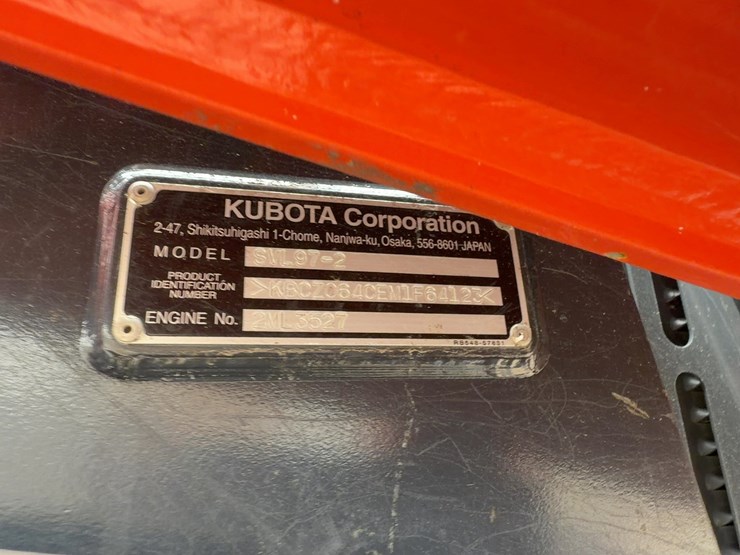 KUBOTA Corporation
2-47, Shikitsuhigashi 1-Chome, Naniwa-ku, Osaka, 556-8601 JAPAN
MODEL SVL97-2
PRODUCT IDENTIFICATION NUMBER >KBCZ064CEM1F64123<
ENGINE No. 2ML3527